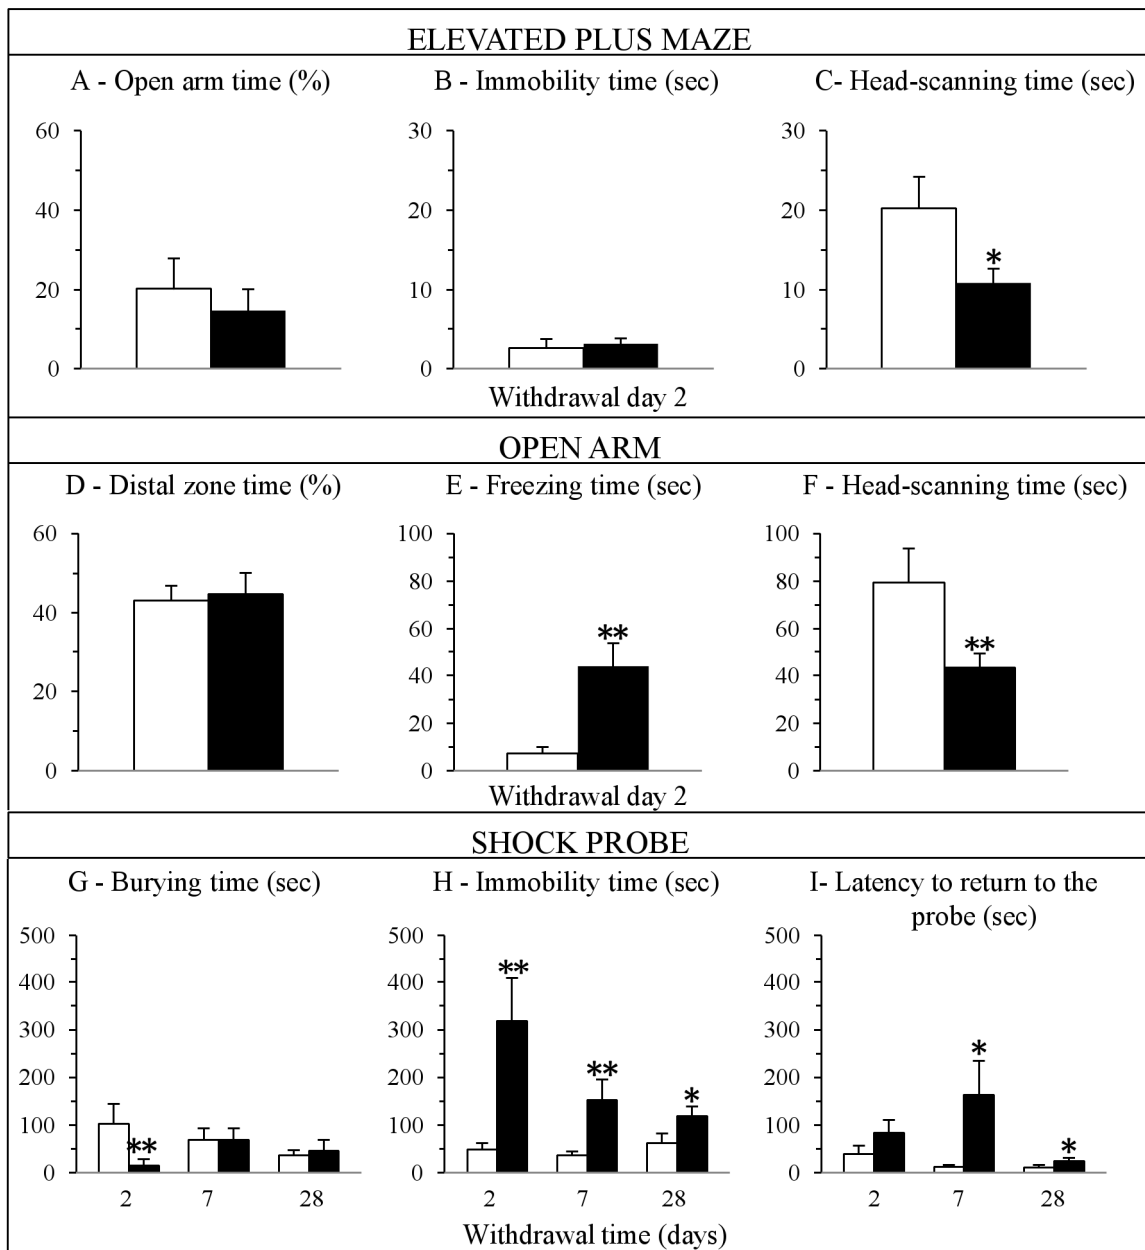 ELEVATED PLUS MAZE
A - Open arm time (%)
B - Immobility time (sec)
C- Head-scanning time (sec)
60
40
20
0
30
20
10
0
30
20
10
0
*
Withdrawal day 2
OPEN ARM
D - Distal zone time (%)
E - Freezing time (sec)
F - Head-scanning time (sec)
60
40
20
0
100
80
60
40
20
0
**
100
80
60
40
20
0
**
Withdrawal day 2
SHOCK PROBE
G - Burying time (sec)
H - Immobility time (sec)
I- Latency to return to the
probe (sec)
500
400
300
200
100
0
**
2 7 28
500
400
300
200
100
0
**
**
*
2 7 28
500
400
300
200
100
0
*
*
2 7 28
Withdrawal time (days)